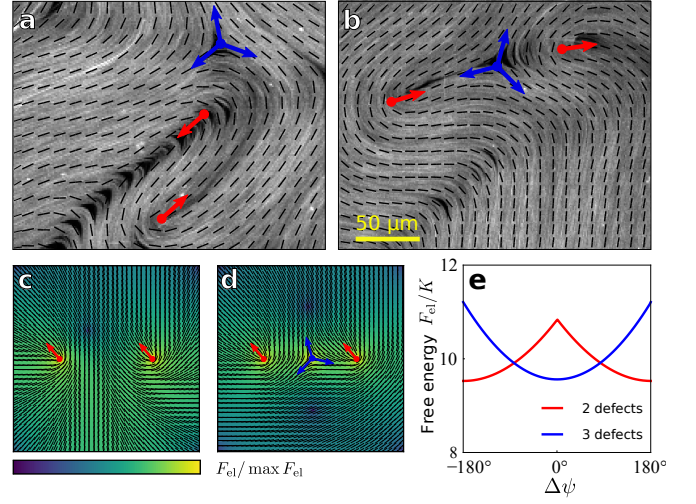 a
b
50 μm
c
d
e
F_el / max F_el
Free energy F_el/K
12
10
8
2 defects
3 defects
−180°
0°
180°
Δψ